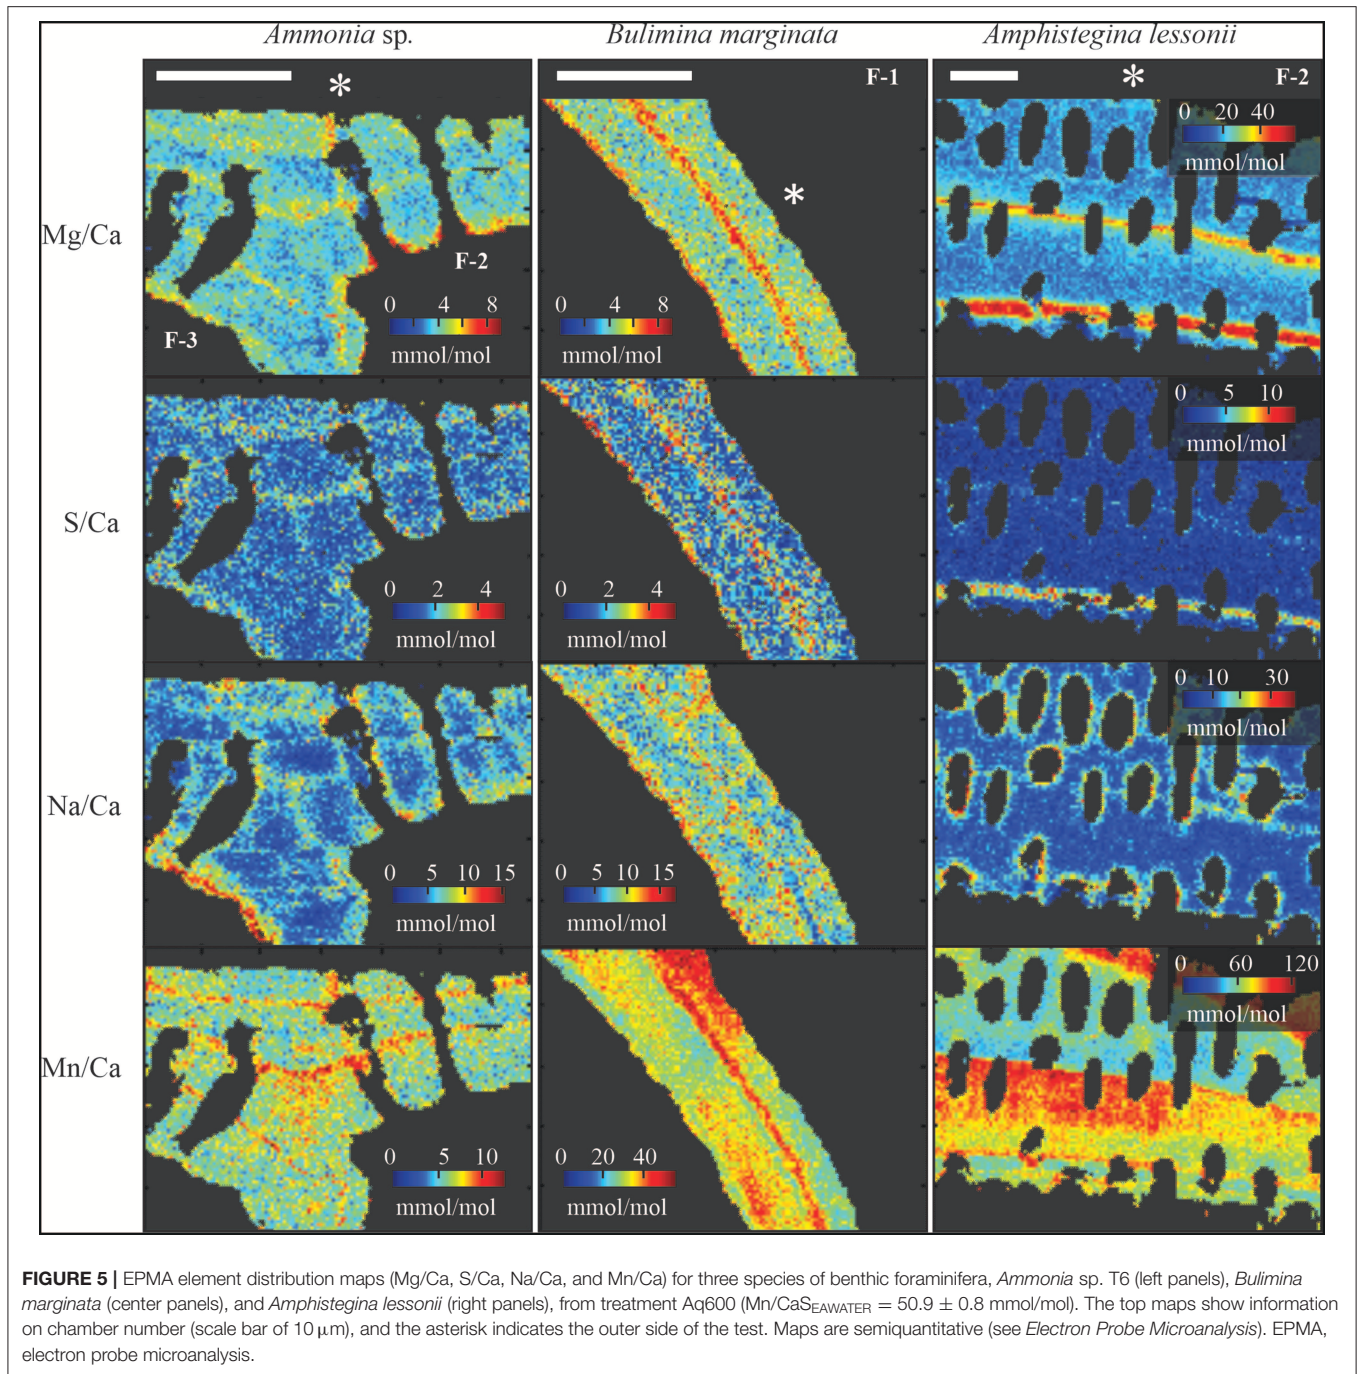 Ammonia sp. Bulimina marginata Amphistegina lessonii
* F-1 * F-2
0 20 40
mmol/mol
*
Mg/Ca
F-2
0 4 8 0 4 8
F-3
mmol/mol mmol/mol
0 5 10
mmol/mol
S/Ca
0 2 4 0 2 4
mmol/mol mmol/mol
0 10 30
mmol/mol
Na/Ca
0 5 10 15 0 5 10 15
mmol/mol mmol/mol
0 60 120
mmol/mol
Mn/Ca
0 5 10 0 20 40
mmol/mol mmol/mol
FIGURE 5 | EPMA element distribution maps (Mg/Ca, S/Ca, Na/Ca, and Mn/Ca) for three species of benthic foraminifera, Ammonia sp. T6 (left panels), Bulimina
marginata (center panels), and Amphistegina lessonii (right panels), from treatment Aq600 (Mn/CaSEAWATER = 50.9 ± 0.8 mmol/mol). The top maps show information
on chamber number (scale bar of 10 μm), and the asterisk indicates the outer side of the test. Maps are semiquantitative (see Electron Probe Microanalysis). EPMA,
electron probe microanalysis.